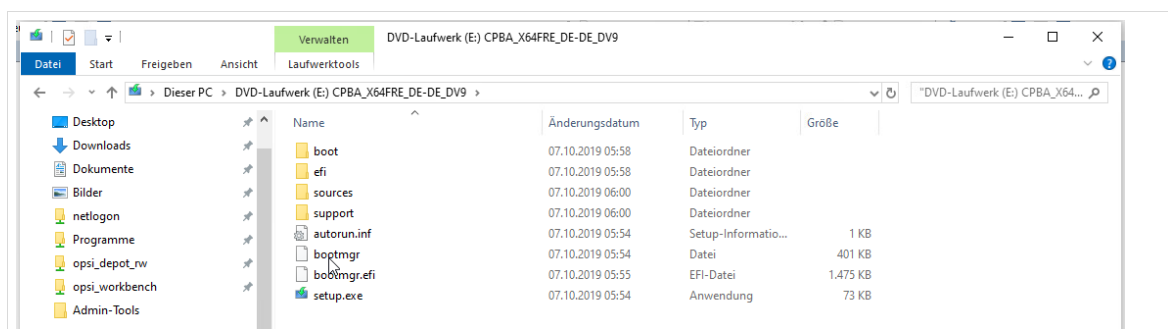 Verwalten DVD-Laufwerk (E:) CPBA_X64FRE_DE-DE_DV9
Datei Start Freigeben Ansicht Laufwerktools
Dieser PC > DVD-Laufwerk (E:) CPBA_X64FRE_DE-DE_DV9 > "DVD-Laufwerk (E:) CPBA_X64...
Desktop Name Änderungsdatum Typ Größe
Downloads boot 07.10.2019 05:58 Dateiordner
Dokumente efi 07.10.2019 05:58 Dateiordner
Bilder sources 07.10.2019 06:00 Dateiordner
netlogon support 07.10.2019 06:00 Dateiordner
Programme autorun.inf 07.10.2019 05:54 Setup-Informatio... 1 KB
opsi_depot_rw bootmgr 07.10.2019 05:54 Datei 401 KB
opsi_workbench bootmgr.efi 07.10.2019 05:55 EFI-Datei 1.475 KB
Admin-Tools setup.exe 07.10.2019 05:54 Anwendung 73 KB